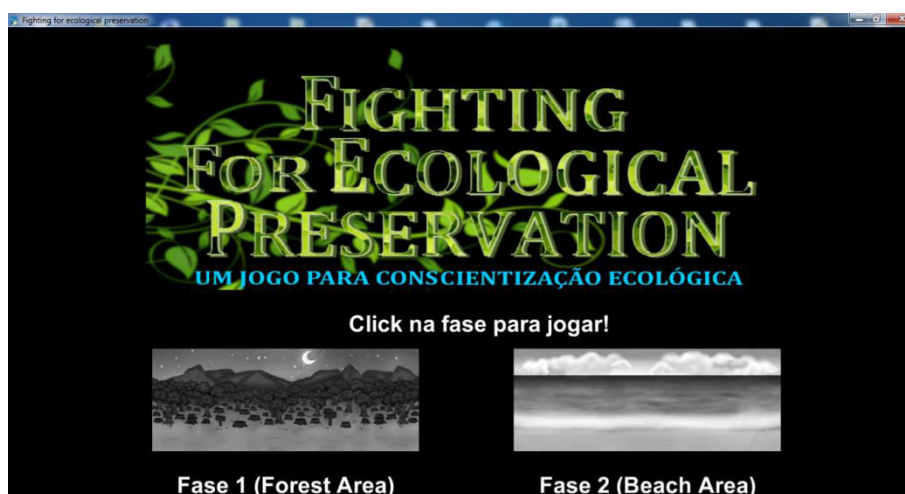 Fighting for ecological preservation
FIGHTING
FOR ECOLOGICAL
PRESERVATION
UM JOGO PARA CONSCIENTIZAÇÃO ECOLÓGICA
Click na fase para jogar!
Fase 1 (Forest Area)
Fase 2 (Beach Area)